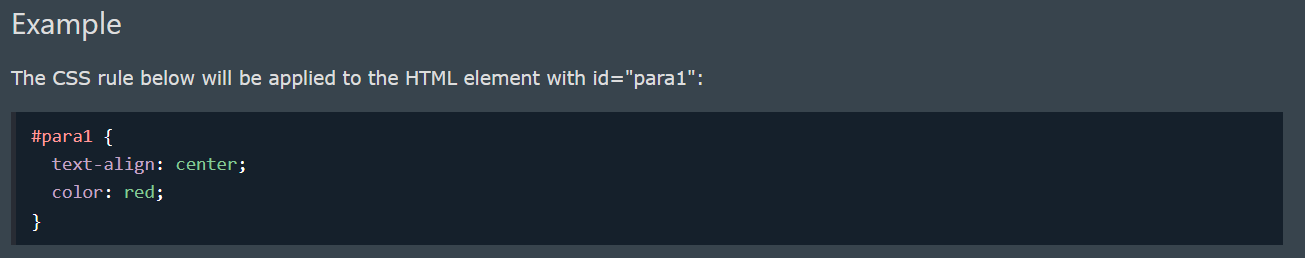 Example
The CSS rule below will be applied to the HTML element with id="para1":
#para1 {
  text-align: center;
  color: red;
}